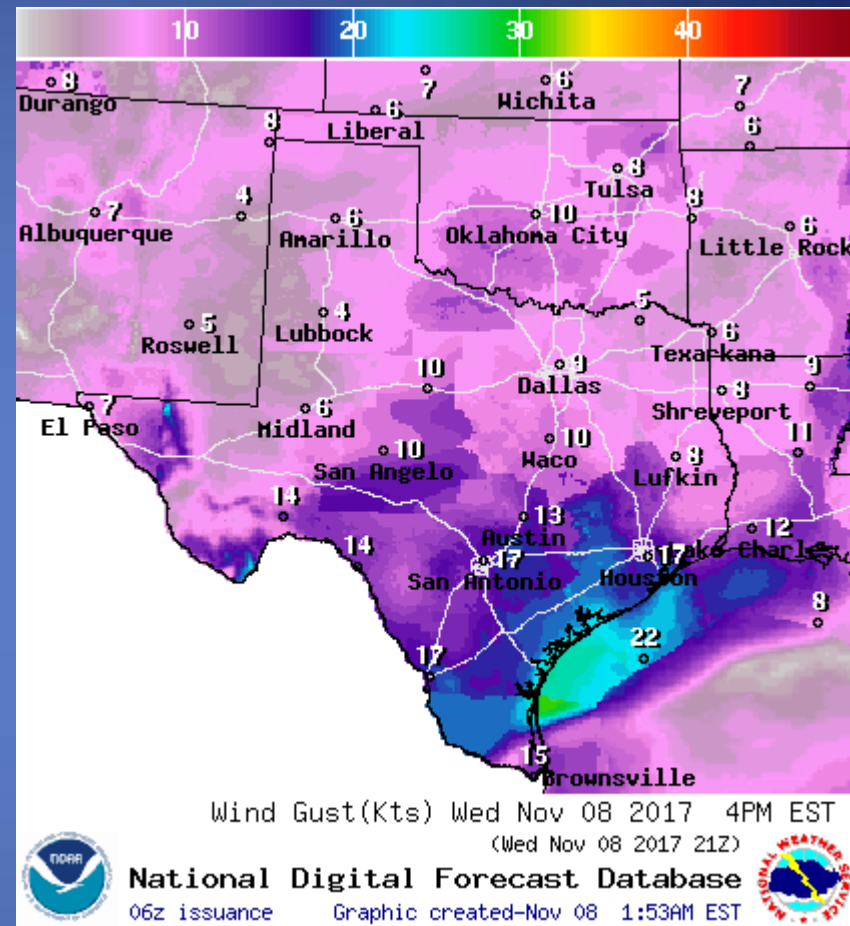 10 20 30 40
8 7 6 7
Durango Wichita
8 6 6
Liberal
8
Tulsa
7 4 6 10 8 6
Albuquerque Amarillo Oklahoma City Little Rock
5 4 5 6
Roswell Lubbock Texarkana
10 9 9
Dallas
7 6 8
El Paso Midland Shreveport
10 10 8 11
San Angelo Waco Lufkin
14 13 12
Austin
14 17 17 Lake Charles
San Antonio Houston
8
17 22
15
Brownsville
Wind Gust(Kts) Wed Nov 08 2017 4PM EST
(Wed Nov 08 2017 21Z)
National Digital Forecast Database
06z issuance Graphic created-Nov 08 1:53AM EST
NOAA
NATIONAL WEATHER SERVICE